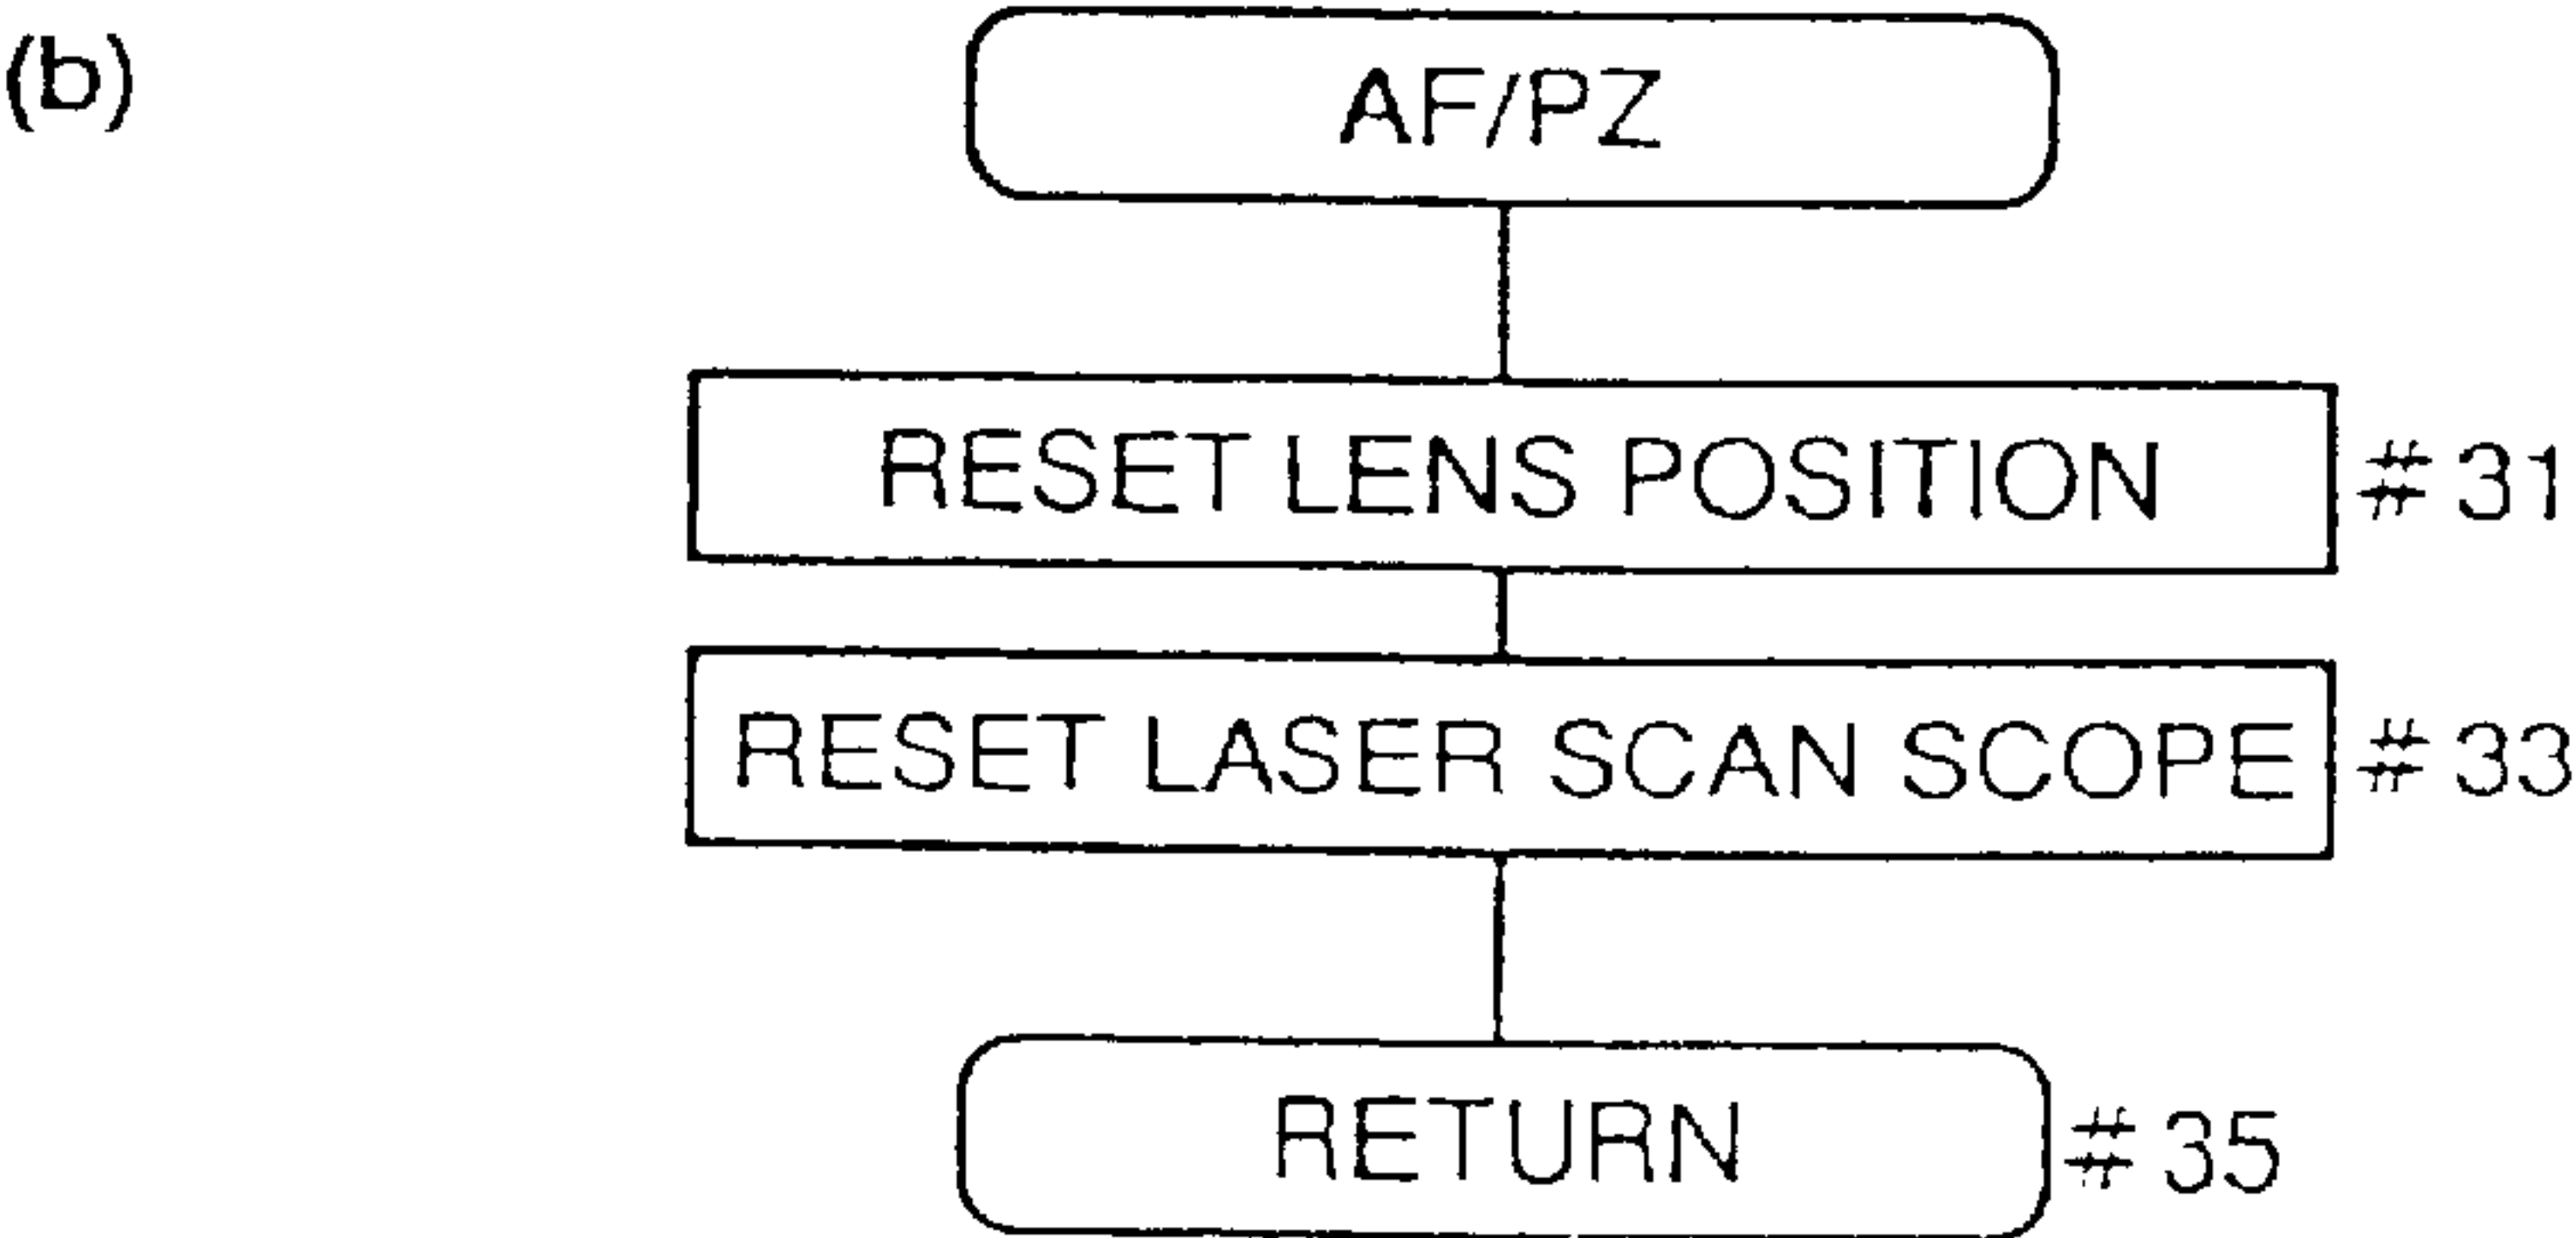 (b)
AF/PZ
RESET LENS POSITION #31
RESET LASER SCAN SCOPE #33
RETURN #35